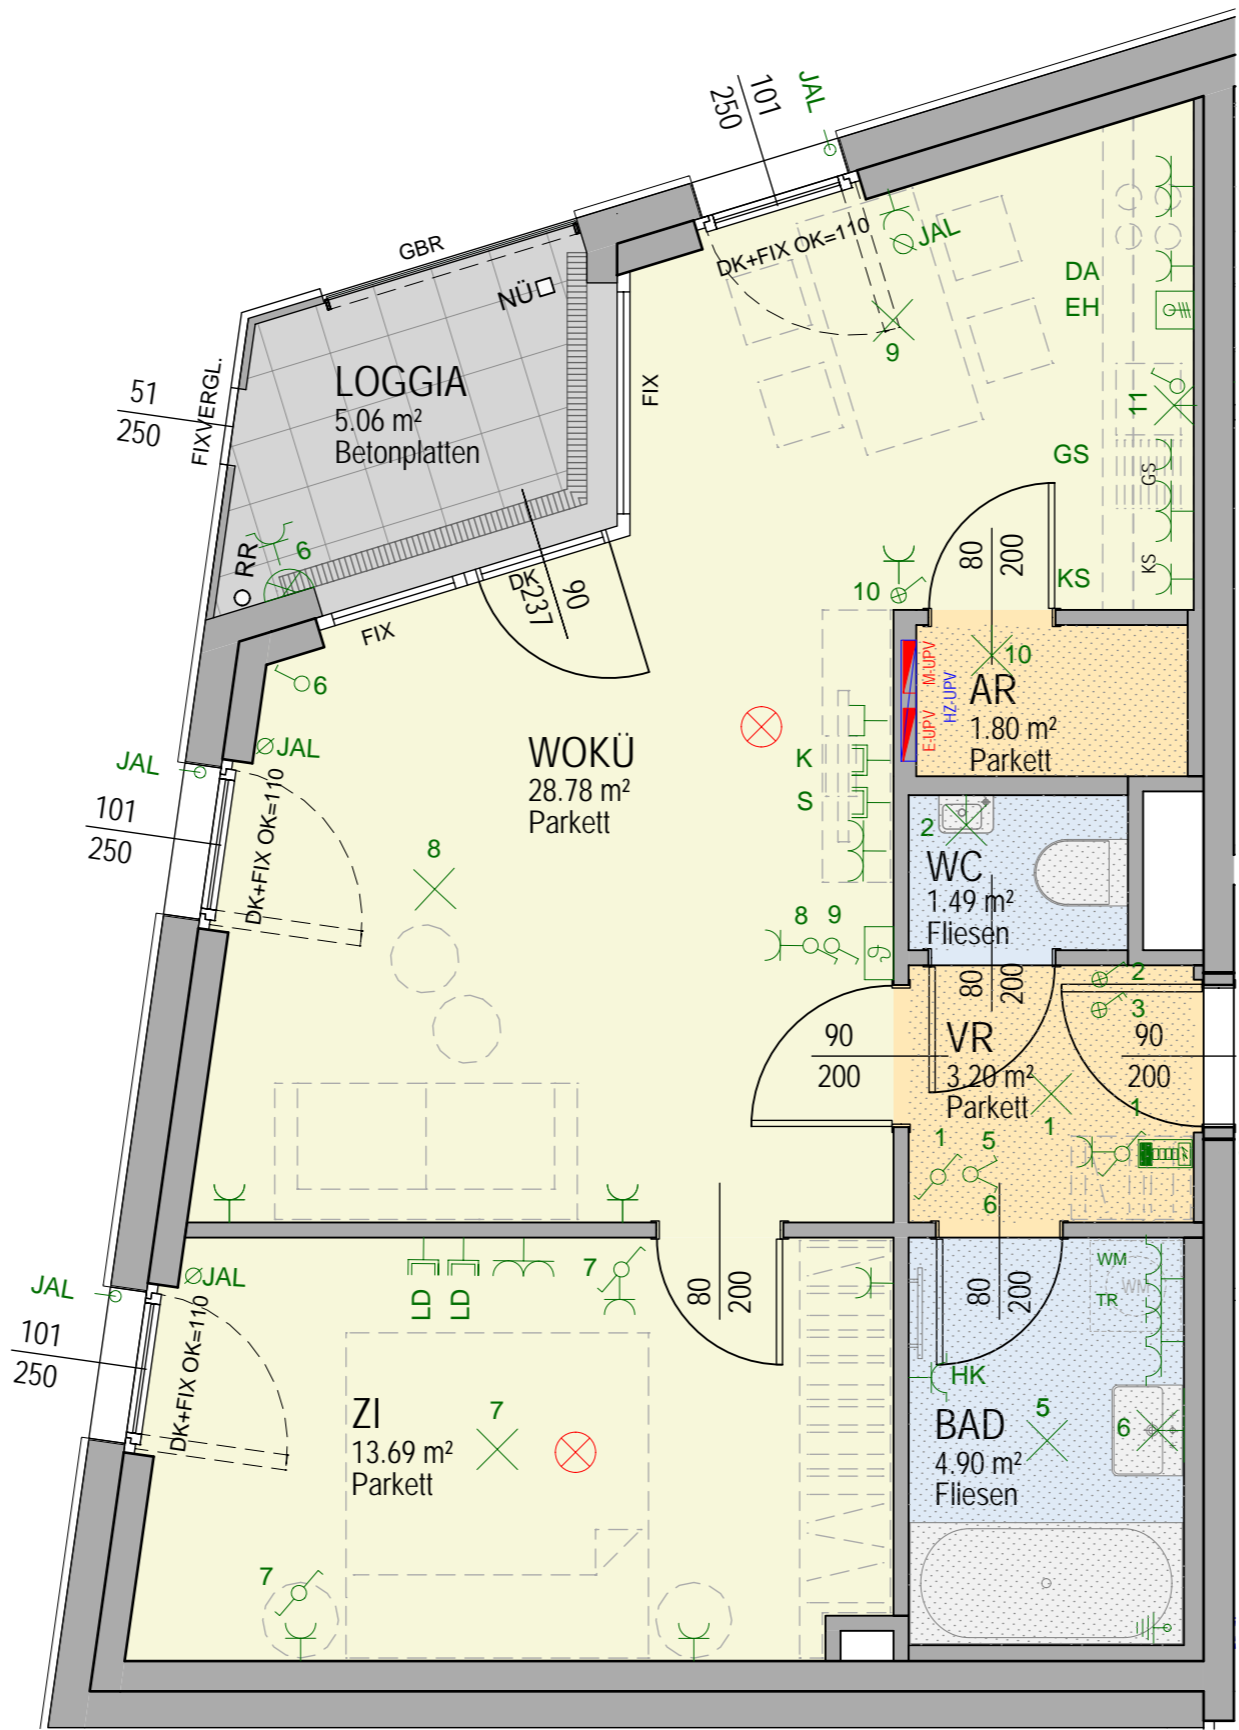 101
250
JAL
GBR
NÜ
DK+FIX OK=110
JAL
DA
EH
9
LOGGIA
5.06 m²
Betonplatten
51
250
FIXVERGL.
FIX
11
GS
GS
RR
6
DK
237
90
10
80
200
KS
KS
FIX
6
10
M-UPV
E-UPV
HZ-UPV
AR
1.80 m²
Parkett
JAL
JAL
101
250
DK+FIX OK=110
WOKÜ
28.78 m²
Parkett
K
S
8
2
WC
1.49 m²
Fliesen
8
9
80
200
2
3
90
200
VR
3.20 m²
Parkett
90
200
1
1
1
5
6
JAL
JAL
101
250
DK+FIX OK=110
LD
LD
7
80
200
80
200
WM
WM
TR
HK
ZI
13.69 m²
Parkett
7
BAD
4.90 m²
Fliesen
5
6
7